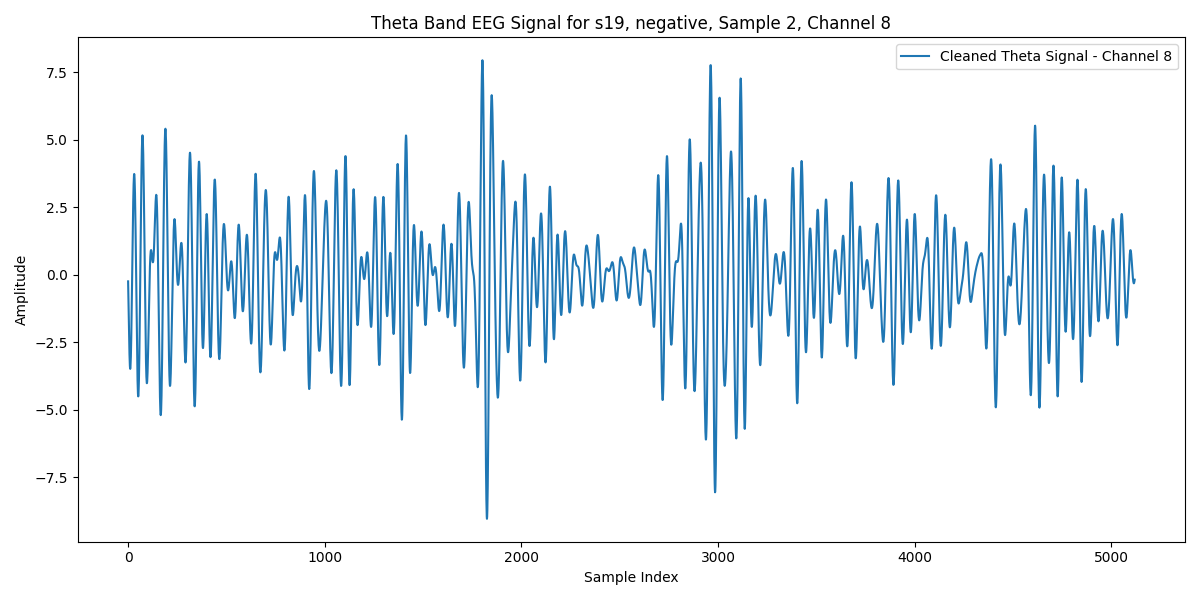 Theta Band EEG Signal for s19, negative, Sample 2, Channel 8
Cleaned Theta Signal - Channel 8
7.5
5.0
2.5
0.0
−2.5
−5.0
−7.5
Amplitude
0 1000 2000 3000 4000 5000
Sample Index